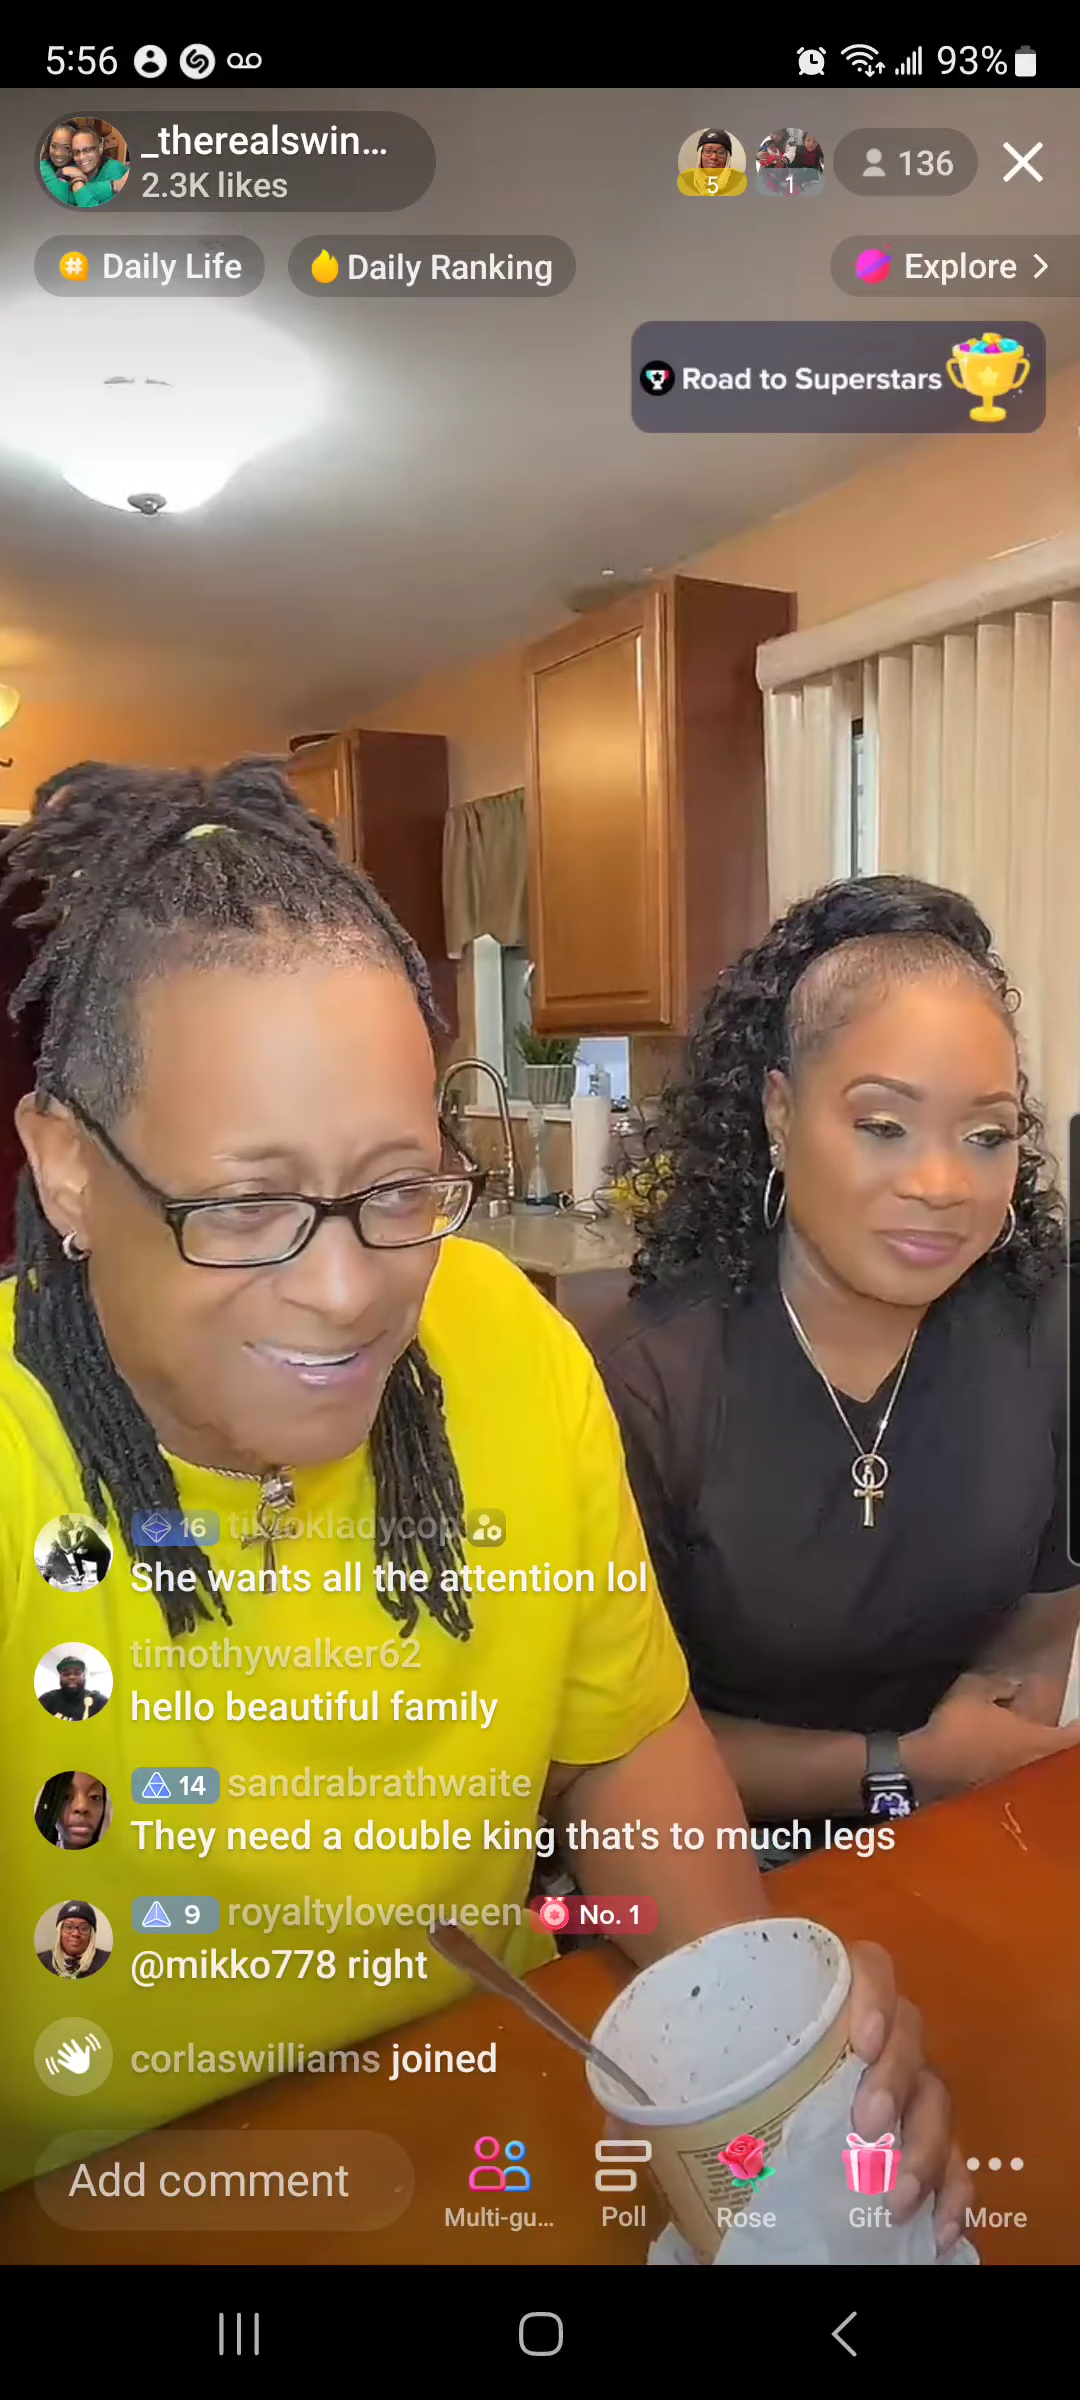 5:56
93%
_therealswin...
2.3K likes
5
1
136
Daily Life
Daily Ranking
Explore >
Road to Superstars
16 tiktokladycop
She wants all the attention lol
timothywalker62
hello beautiful family
14 sandrabrathwaite
They need a double king that's to much legs
9 royaltylovequeen No. 1
@mikko778 right
corlaswilliams joined
Add comment
Multi-gu...
Poll
Rose
Gift
More